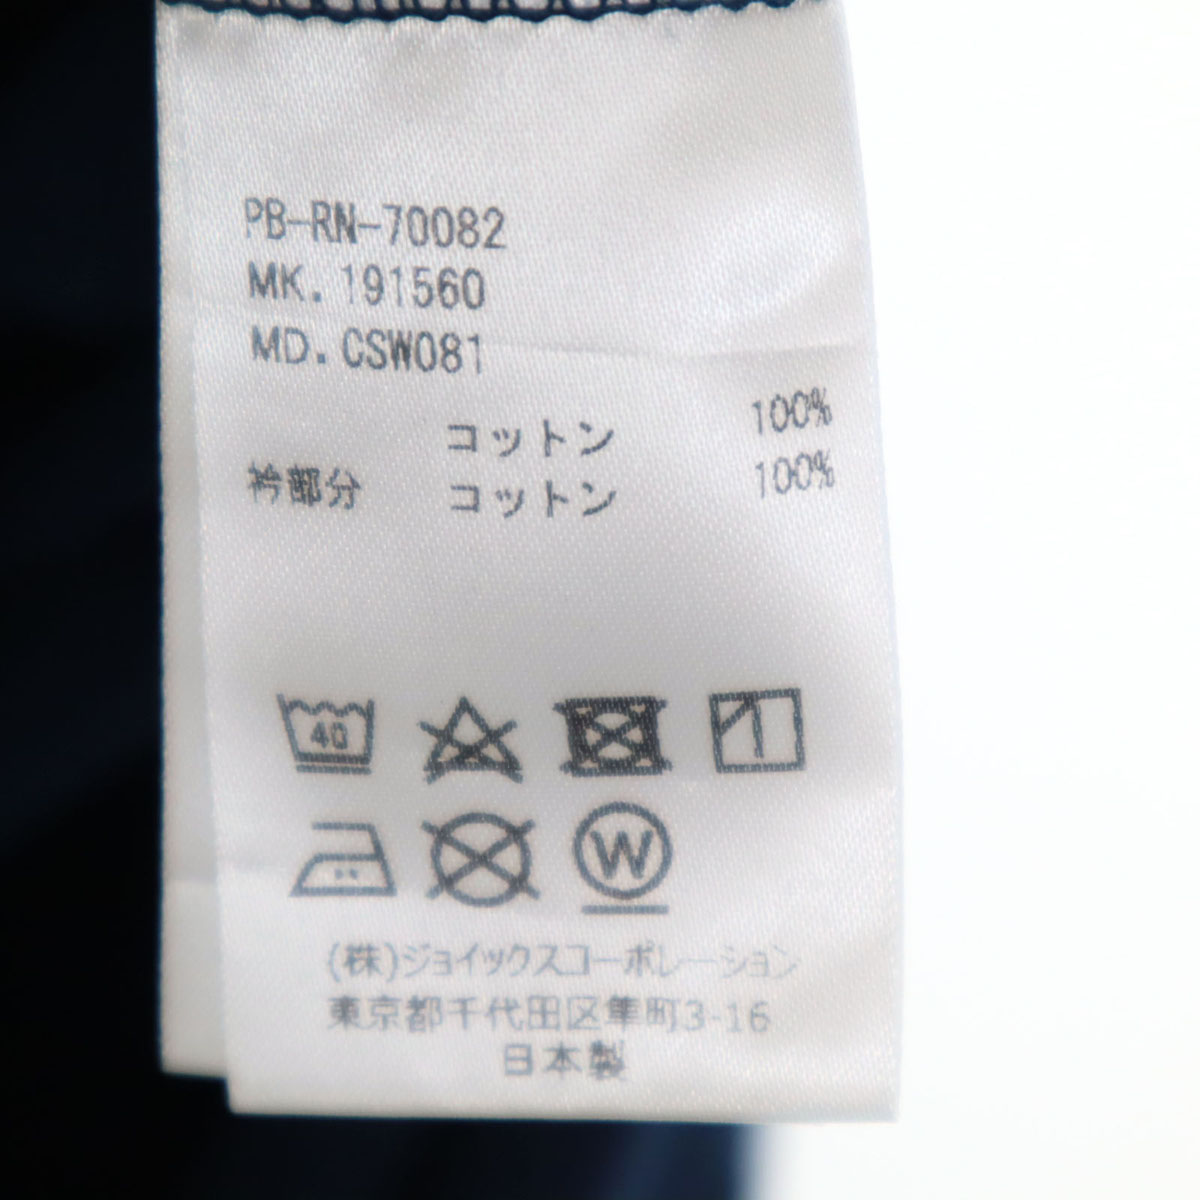 PB-RN-70082
MK. 191560
MD. CSW081
コットン 100%
衿部分 コットン 100%
40
W
(株)ジョイックスコーポレーション
東京都千代田区隼町3-16
日本製